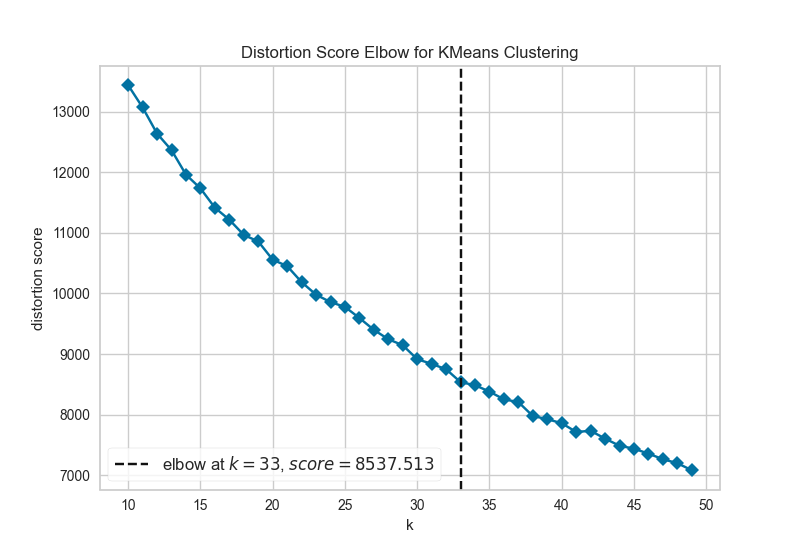 Distortion Score Elbow for KMeans Clustering
13000
12000
11000
10000
9000
8000
7000
distortion score
elbow at k = 33, score = 8537.513
10 15 20 25 30 35 40 45 50
k